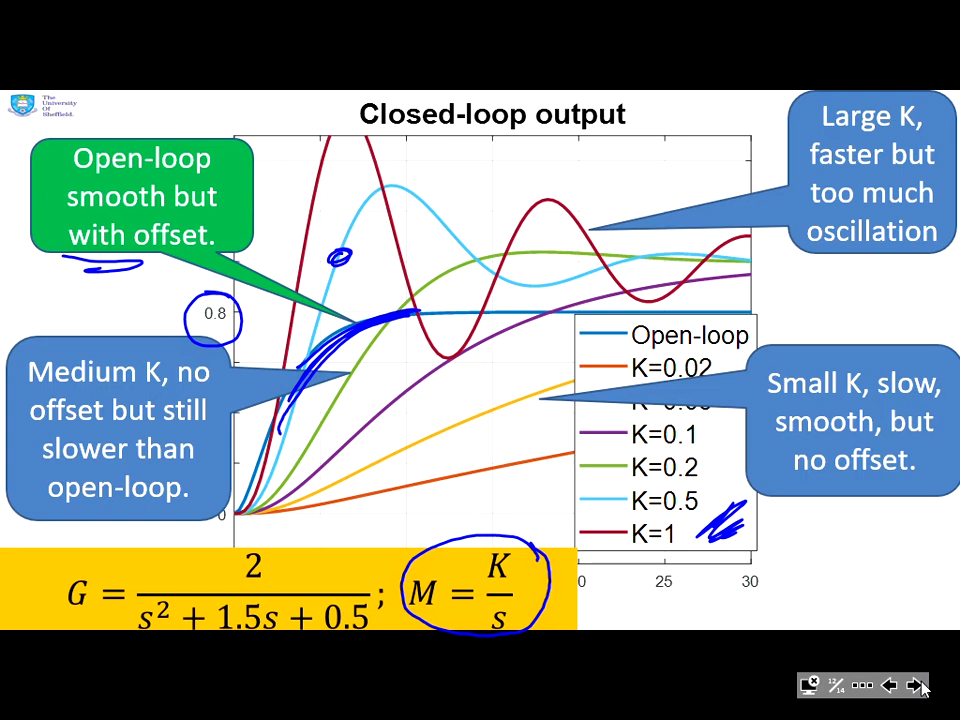 The
University
Of
Sheffield.
Closed-loop output
Open-loop
smooth but
with offset.
Large K,
faster but
too much
oscillation
0.8
Medium K, no
offset but still
slower than
open-loop.
Small K, slow,
smooth, but
no offset.
Open-loop
K=0.02
K=0.1
K=0.2
K=0.5
K=1
0
0
25
30
G = 2 / (s² + 1.5s + 0.5) ; M = K / s
12/14